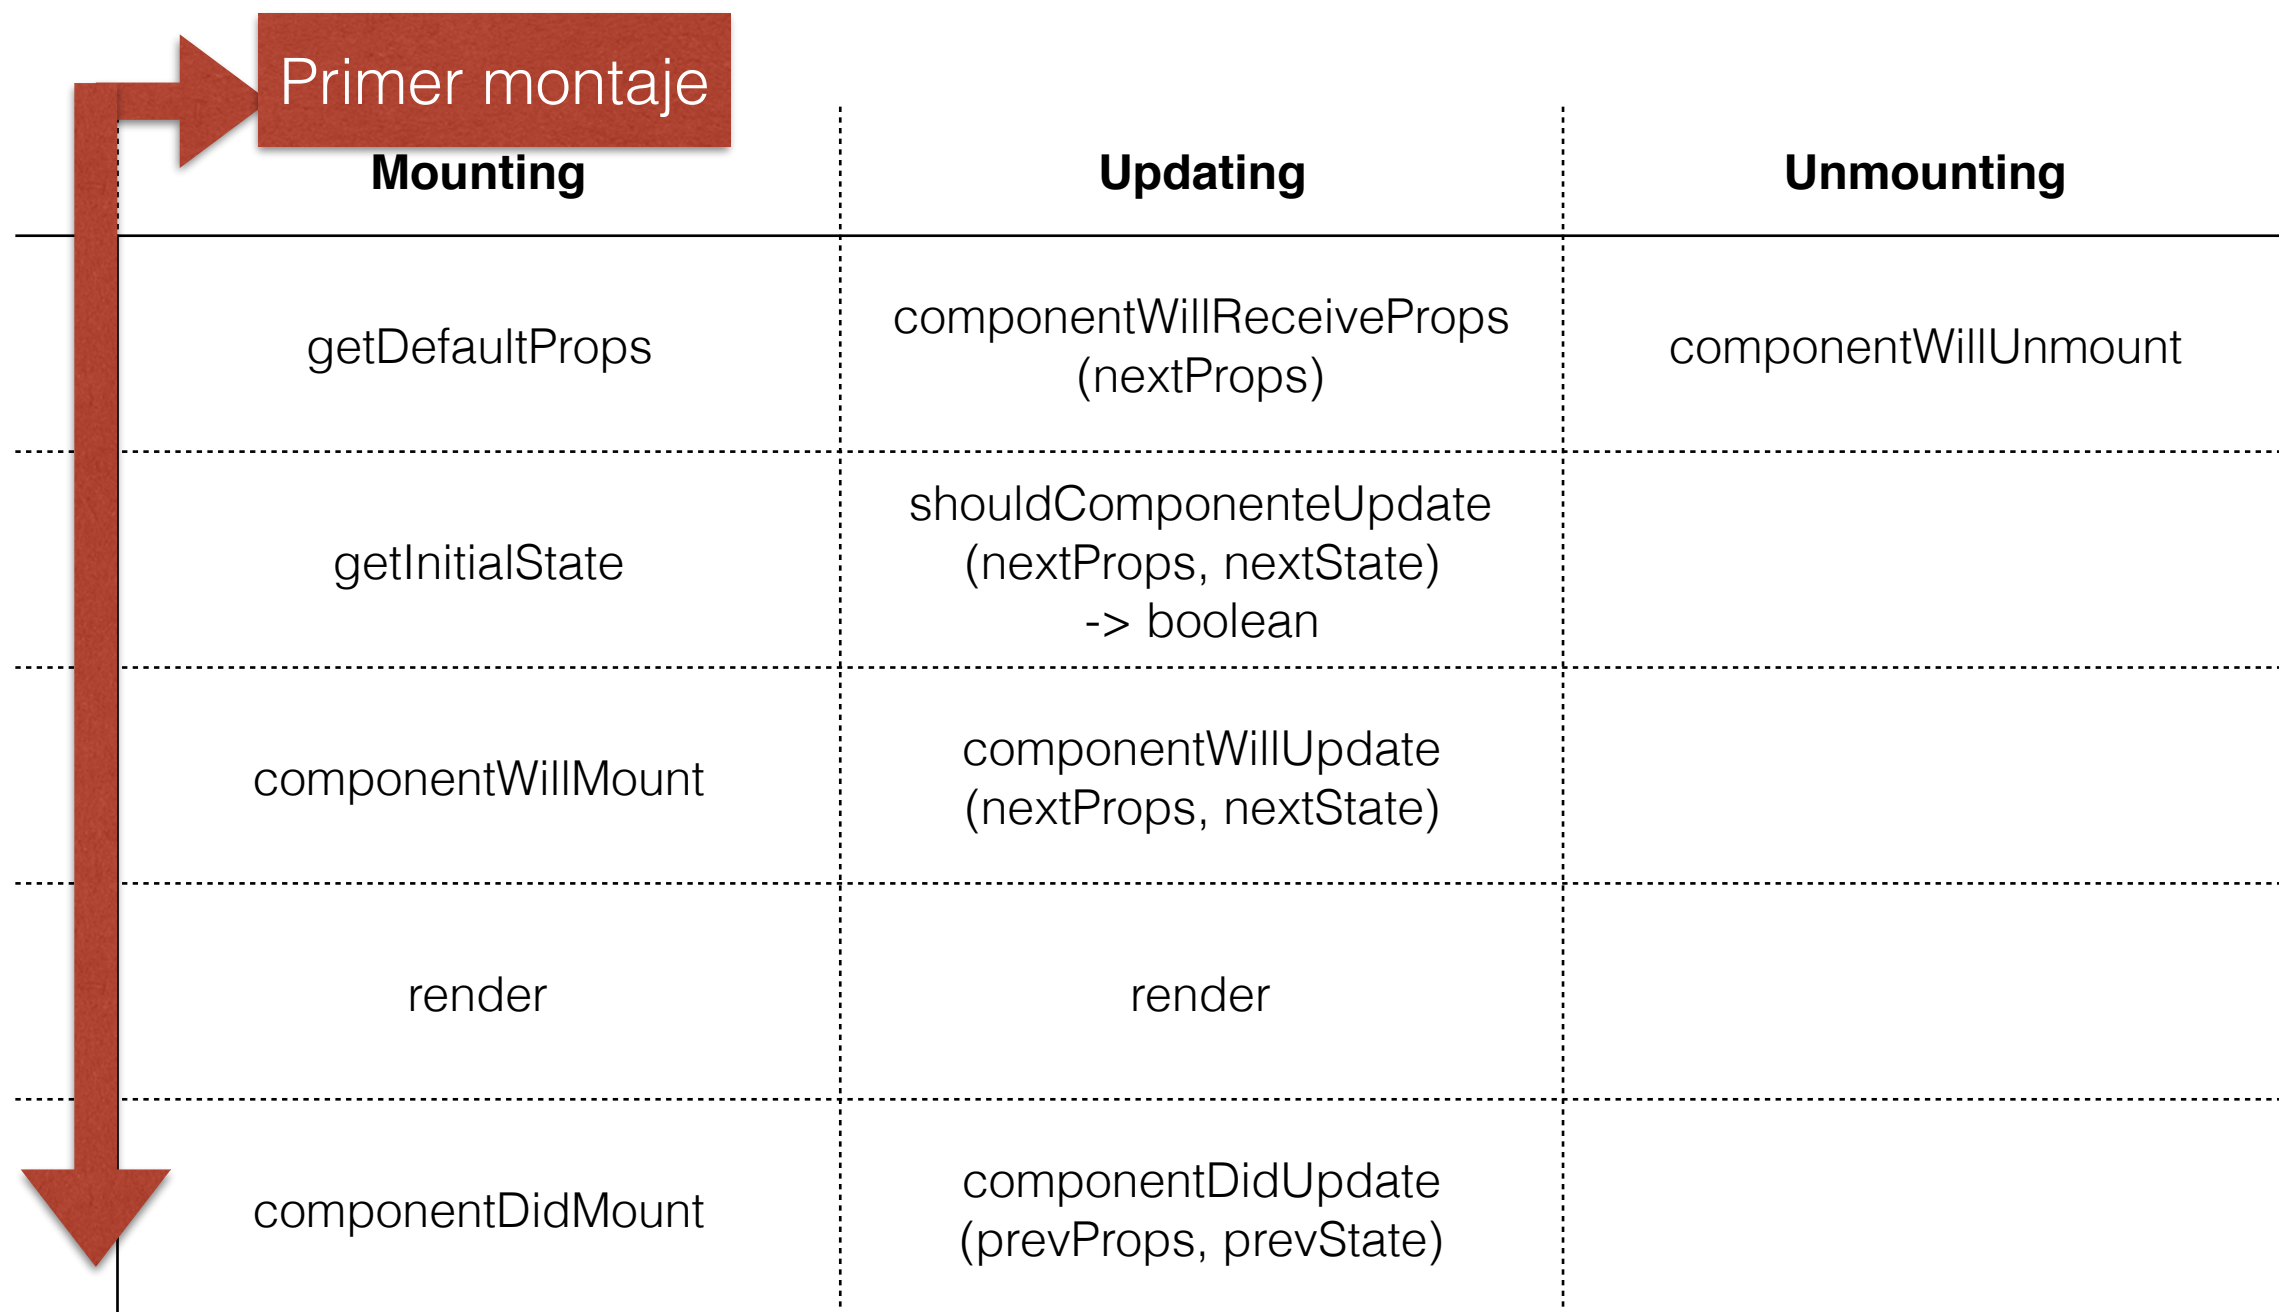 Primer montaje
Mounting
Updating
Unmounting
getDefaultProps
componentWillReceiveProps
(nextProps)
componentWillUnmount
getInitialState
shouldComponenteUpdate
(nextProps, nextState)
-> boolean
componentWillMount
componentWillUpdate
(nextProps, nextState)
render
render
componentDidMount
componentDidUpdate
(prevProps, prevState)